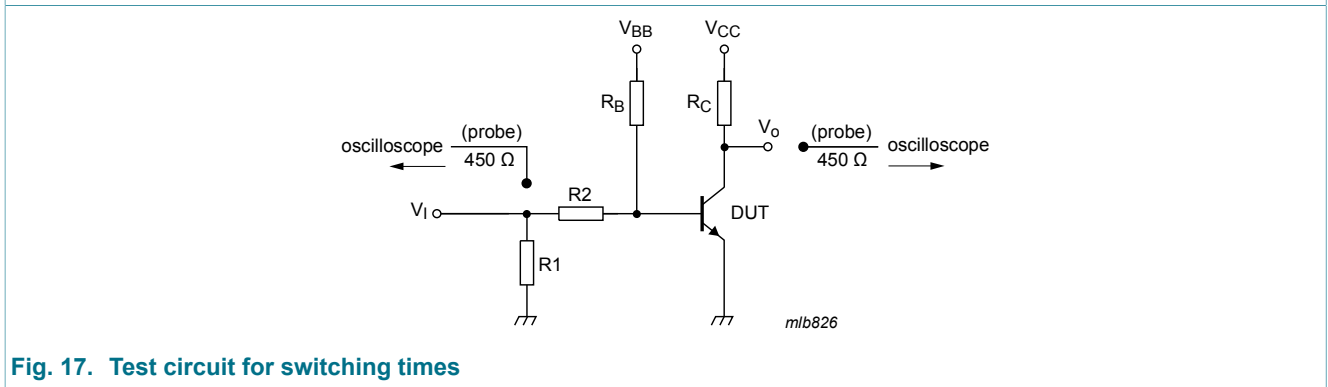 VBB
VCC
RB
RC
Vo
(probe)
450 Ω
oscilloscope
(probe)
450 Ω
oscilloscope
R2
VI
DUT
R1
mlb826
Fig. 17. Test circuit for switching times